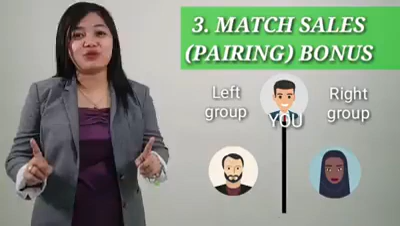 3. MATCH SALES
(PAIRING) BONUS
Left
group
YOU
Right
group